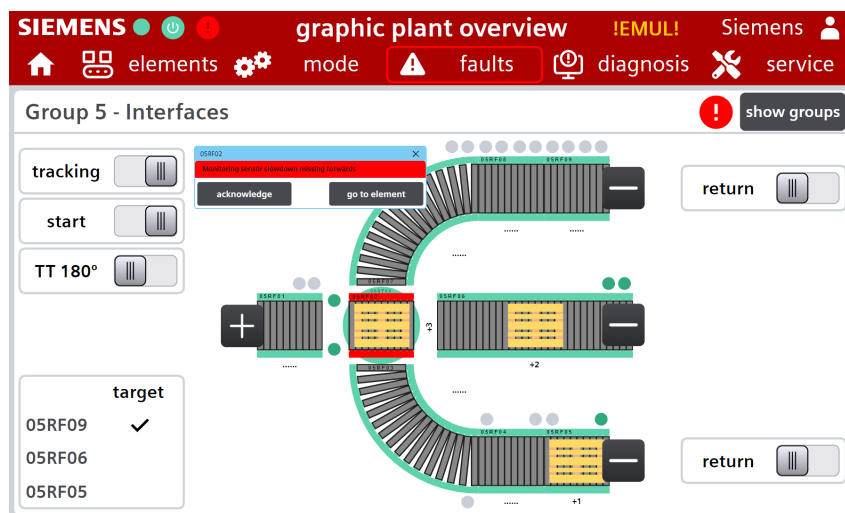 SIEMENS graphic plant overview !EMUL! Siemens
elements mode faults diagnosis service
Group 5 - Interfaces ! show groups
tracking
start
TT 180°
05RF02
Monitoring sensor slowdown missing forwards
acknowledge go to element
return
05RF08 05RF09
......
......
......
05RF07
05RF01
05RF02
05RF06
......
+3
+2
05RF03
......
05RF04 05RF05
......
+1
target
05RF09
05RF06
05RF05
return